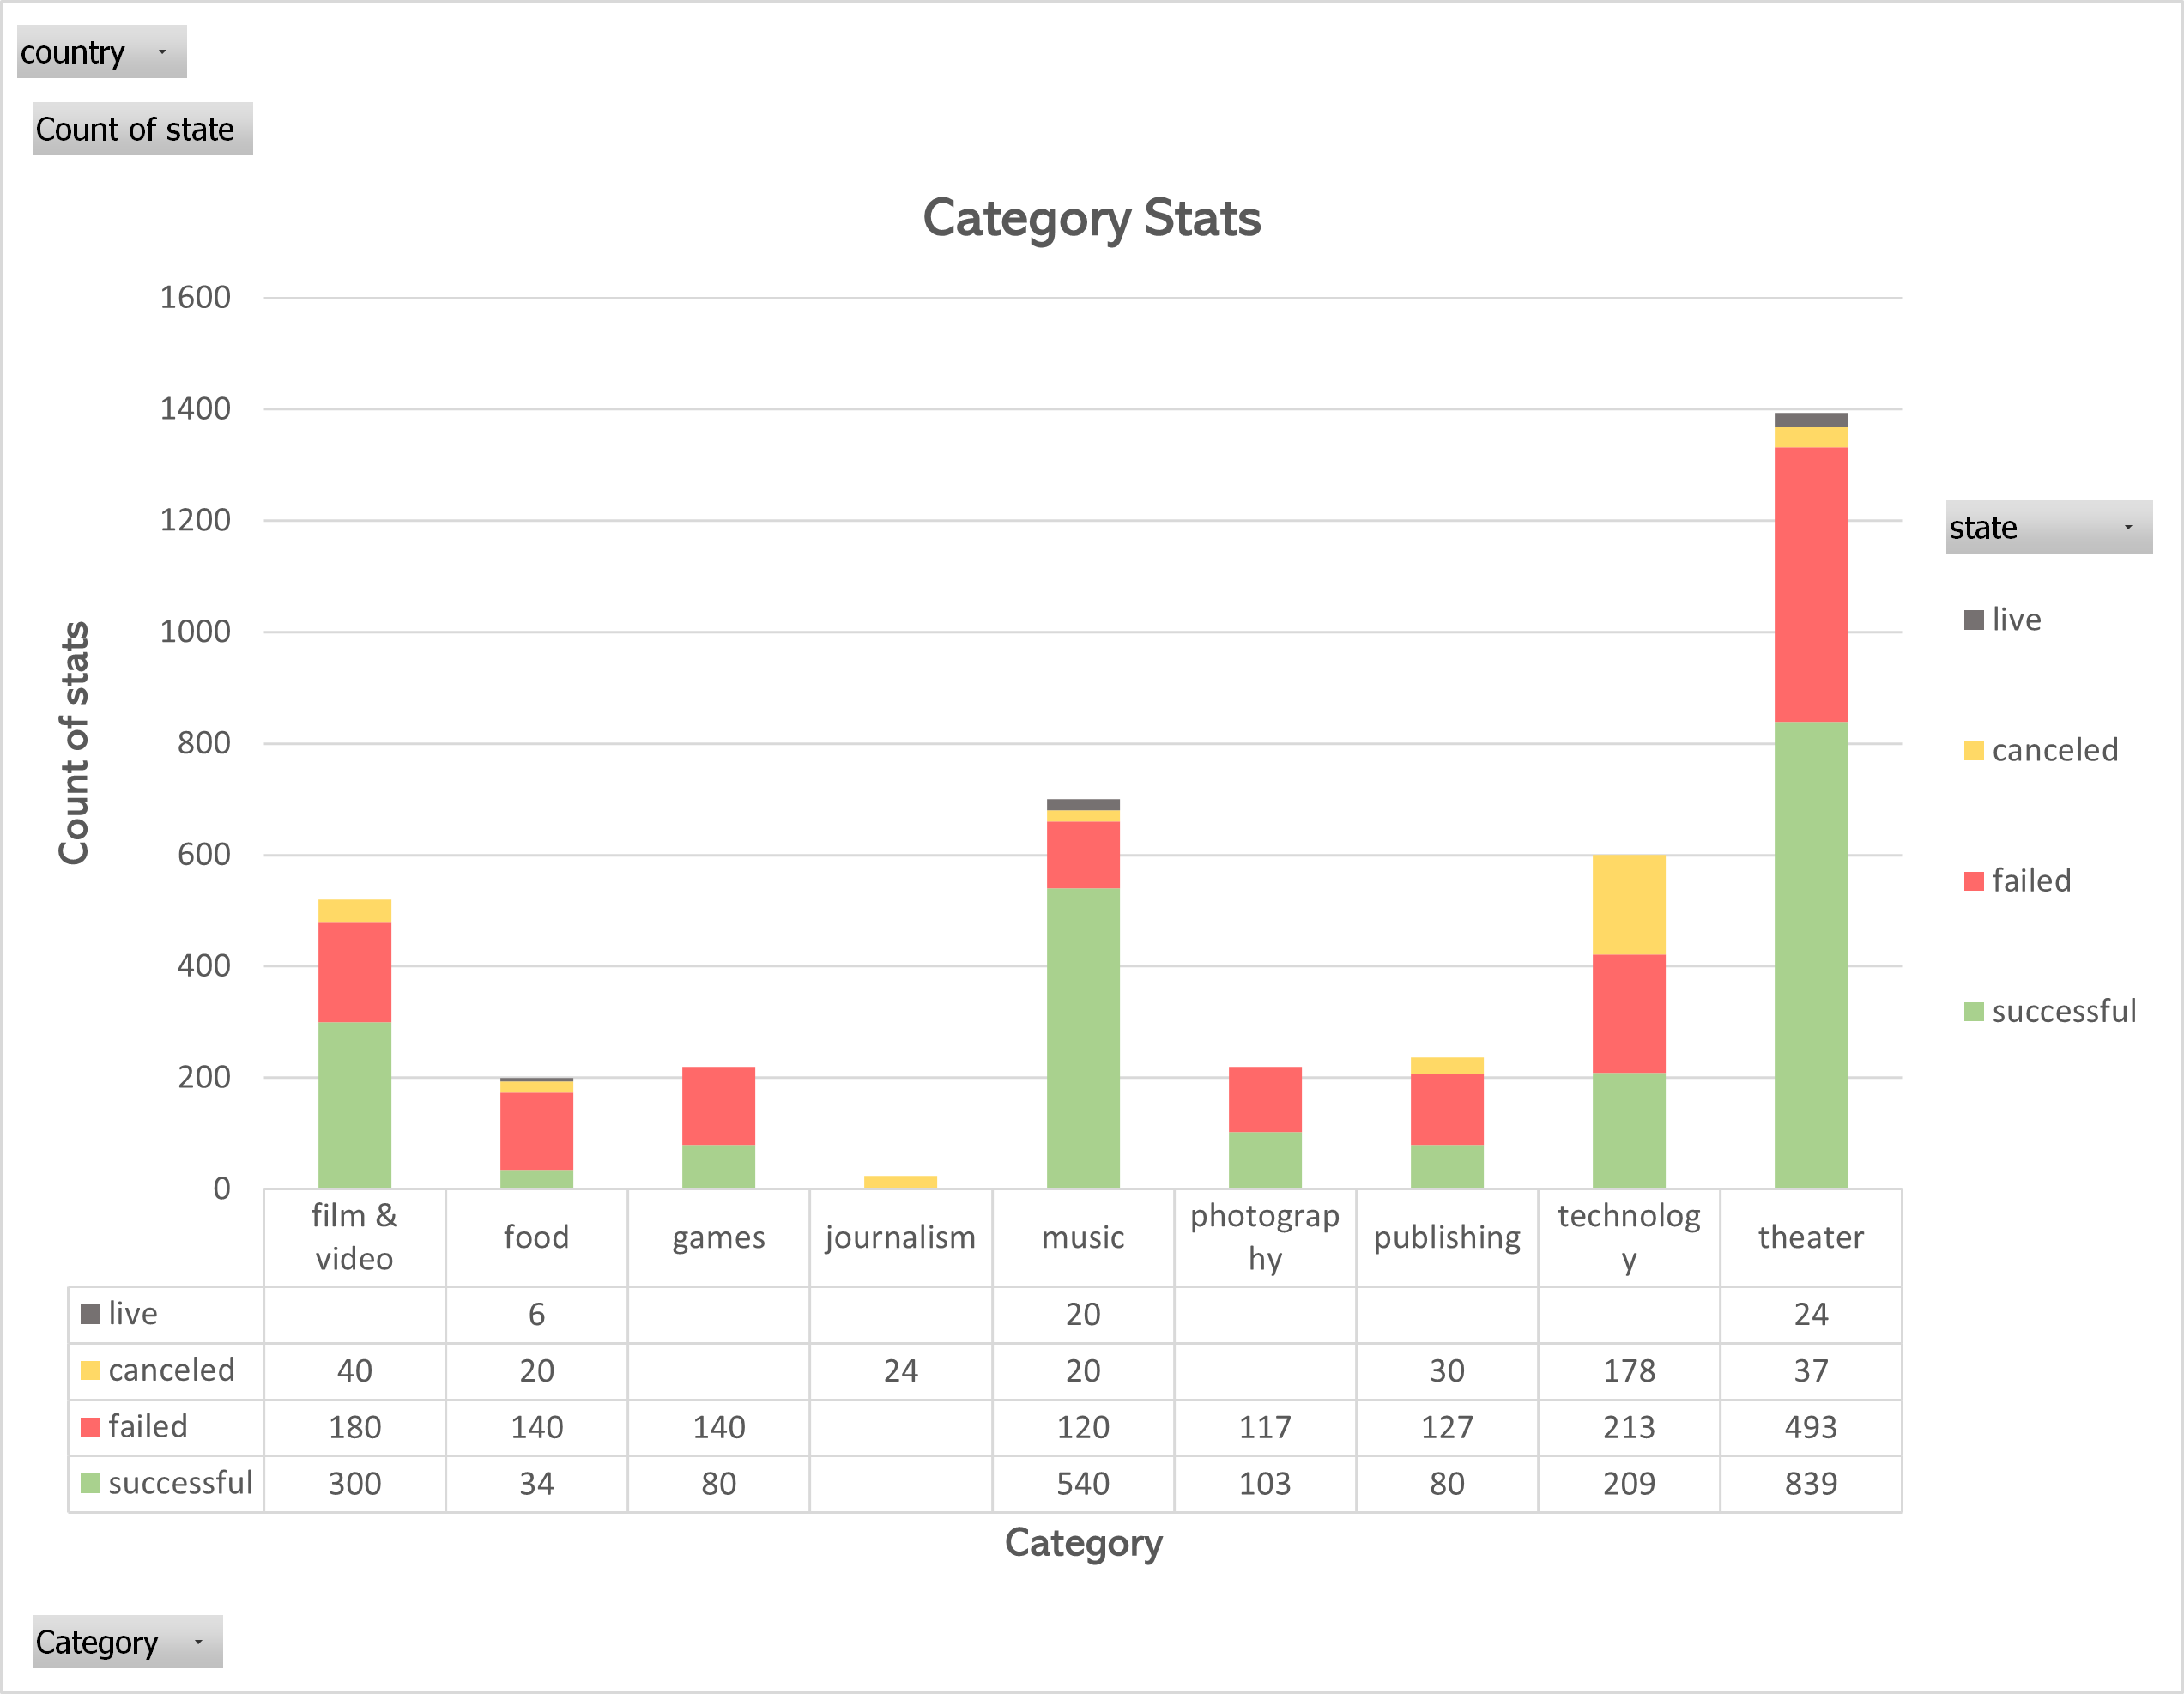 country
Count of state
Category Stats
1600
1400
1200
1000
800
600
400
200
0
Count of stats
state
live
canceled
failed
successful
film & video food games journalism music photography publishing technology theater
live 6 20 24
canceled 40 20 24 20 30 178 37
failed 180 140 140 120 117 127 213 493
successful 300 34 80 540 103 80 209 839
Category
Category